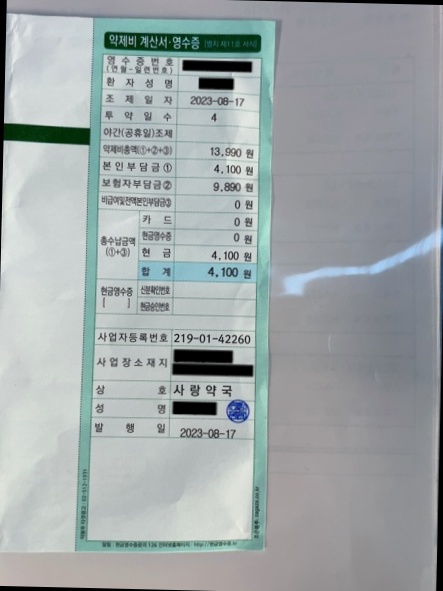 약제비 계산서·영수증 [별지 제11호 서식]
영수증번호
(연월-일련번호)
환자성명
조제일자 2023-08-17
투약일수 4
야간(공휴일)조제
약제비총액(①+②+③) 13,990 원
본인부담금① 4,100 원
보험자부담금② 9,890 원
비급여및전액본인부담금③ 0 원
총수납금액 (①+③)
카드 0 원
현금영수증 0 원
현금 4,100 원
합계 4,100 원
현금영수증 [ ]
신분확인번호
현금승인번호
사업자등록번호 219-01-42260
사업장소재지
상호 사랑약국
성명
발행일 2023-08-17